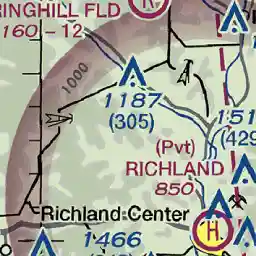 RINGHILL FLD
160 - 12
1000
1187
(305)
151
(429
(Pvt)
RICHLAND
850
Richland Center
H
1466